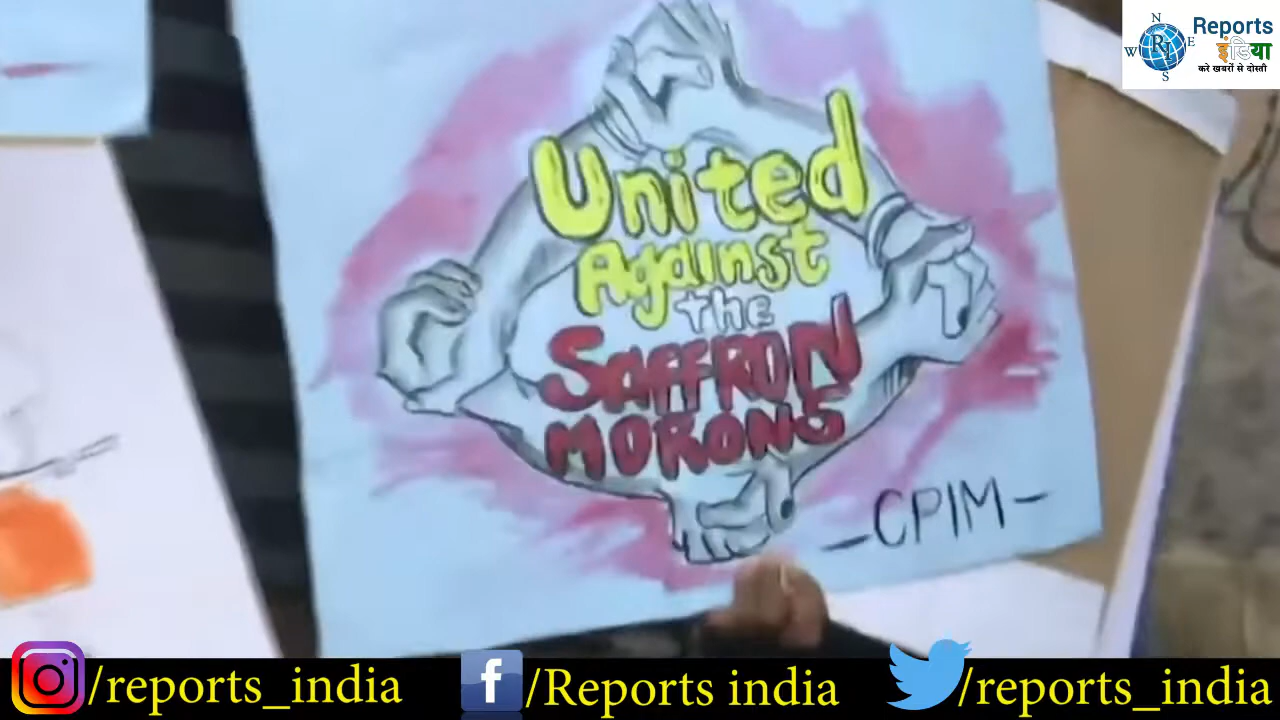 N
W E
S
RI
Reports
इंडिया
करे खबरों से दोस्ती
United
Against
the
SAFFRON
MORONS
-CPIM-
/reports_india
/Reports india
/reports_india